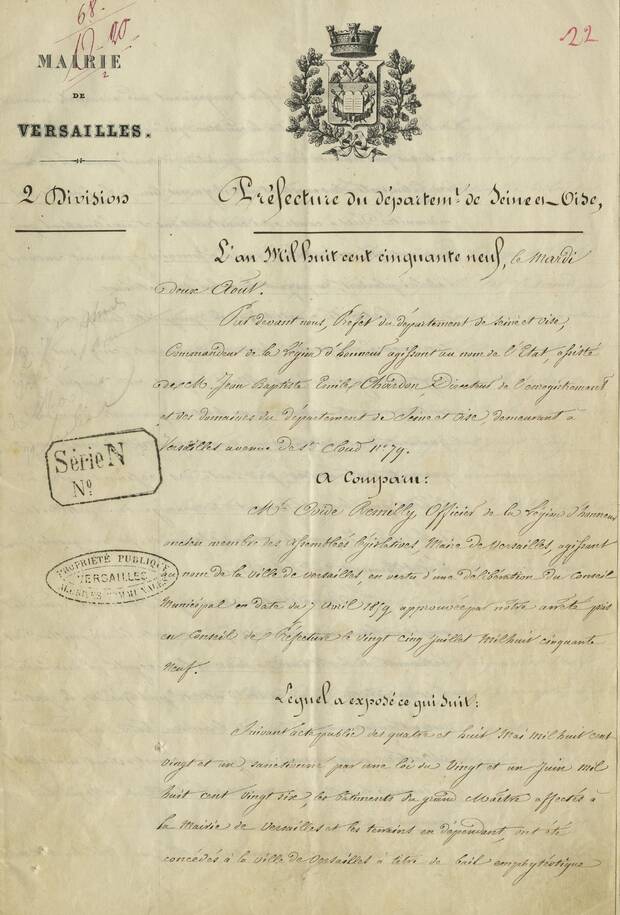 68.
19.20
2
22
MAIRIE
DE
VERSAILLES.
2 Division
Préfecture du départem.t de Seine et-Oise,
L'an Mil huit cent cinquante neuf, le Mardi
deux Août.
Par devant nous, Préfet du département de Seine et Oise,
Commandeur de la Légion d'honneur agissant au nom de l'Etat, assisté
de M. Jean Baptiste Emile Chardon, Directeur de l'enregistrement
et des domaines du département de Seine et Oise, demeurant à
Versailles avenue de St. Cloud N° 79.
A Comparu:
Mr. Ovide Remilly, Officier de la Légion d'honneur
ancien membre des Assemblées législatives, Maire de Versailles, agissant
au nom de la ville de Versailles, en vertu d'une délibération du Conseil
Municipal en date du 7 Avril 1859, approuvée par notre arrêté pris
en Conseil de Préfecture le vingt cinq Juillet Mil huit cinquante
Neuf.
Lequel a exposé ce qui suit:
Suivant acte public des quatre et huit Mai Mil huit cent
vingt et un, sanctionné par une loi du Vingt et un Juin Mil
huit cent vingt six, les bâtiments du grand Maître affectés à
la Mairie de Versailles et les terrains en dépendant, ont été
concédés à la ville de Versailles à titre de bail emphytéotique
Série N
N°
PROPRIÉTÉ PUBLIQUE
VERSAILLES
ARCHIVES COMMUNALES